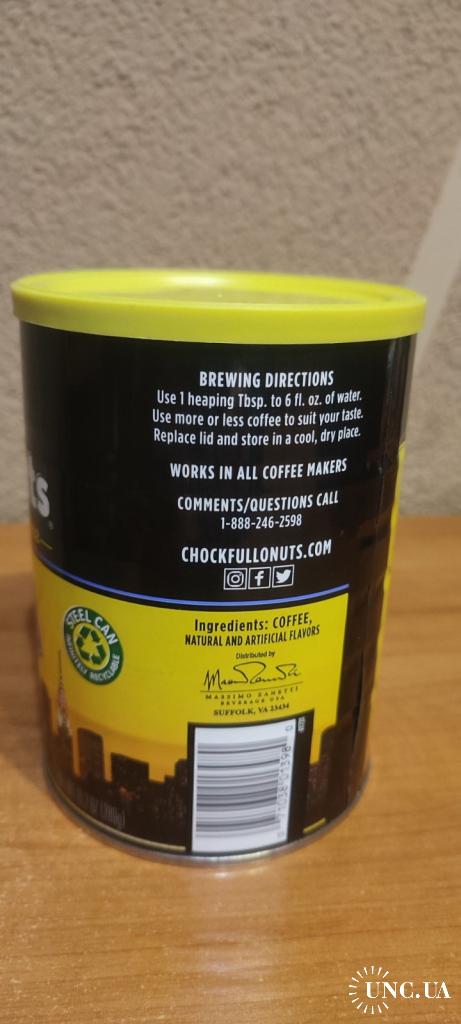 BREWING DIRECTIONS
Use 1 heaping Tbsp. to 6 fl. oz. of water.
Use more or less coffee to suit your taste.
Replace lid and store in a cool, dry place.
WORKS IN ALL COFFEE MAKERS
COMMENTS/QUESTIONS CALL
1-888-246-2598
CHOCKFULLONUTS.COM
ts®
STEEL CAN
INFINITELY RECYCLABLE
Ingredients: COFFEE,
NATURAL AND ARTIFICIAL FLAVORS
Distributed by
MASSIMO ZANETTI
BEVERAGE USA
SUFFOLK, VA 23434
UNC.UA